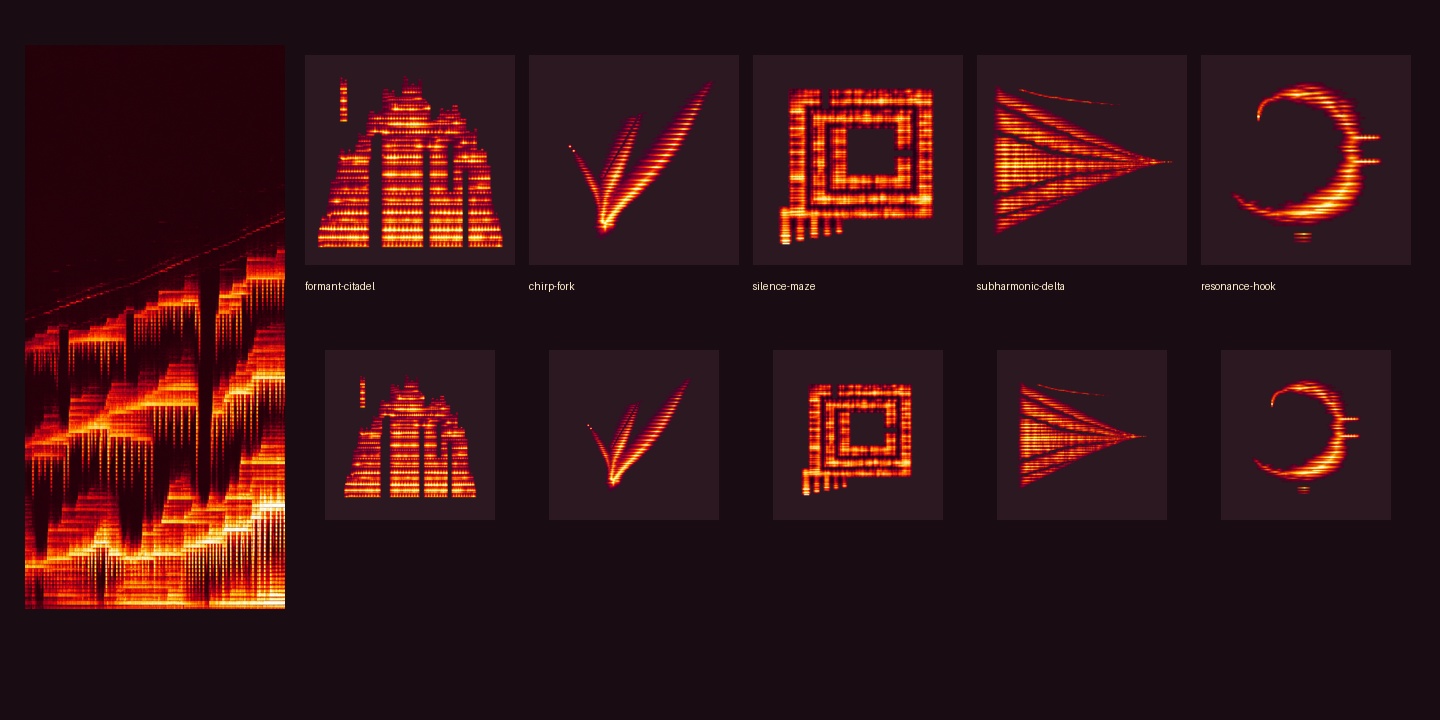 formant-citadel
chirp-fork
silence-maze
subharmonic-delta
resonance-hook